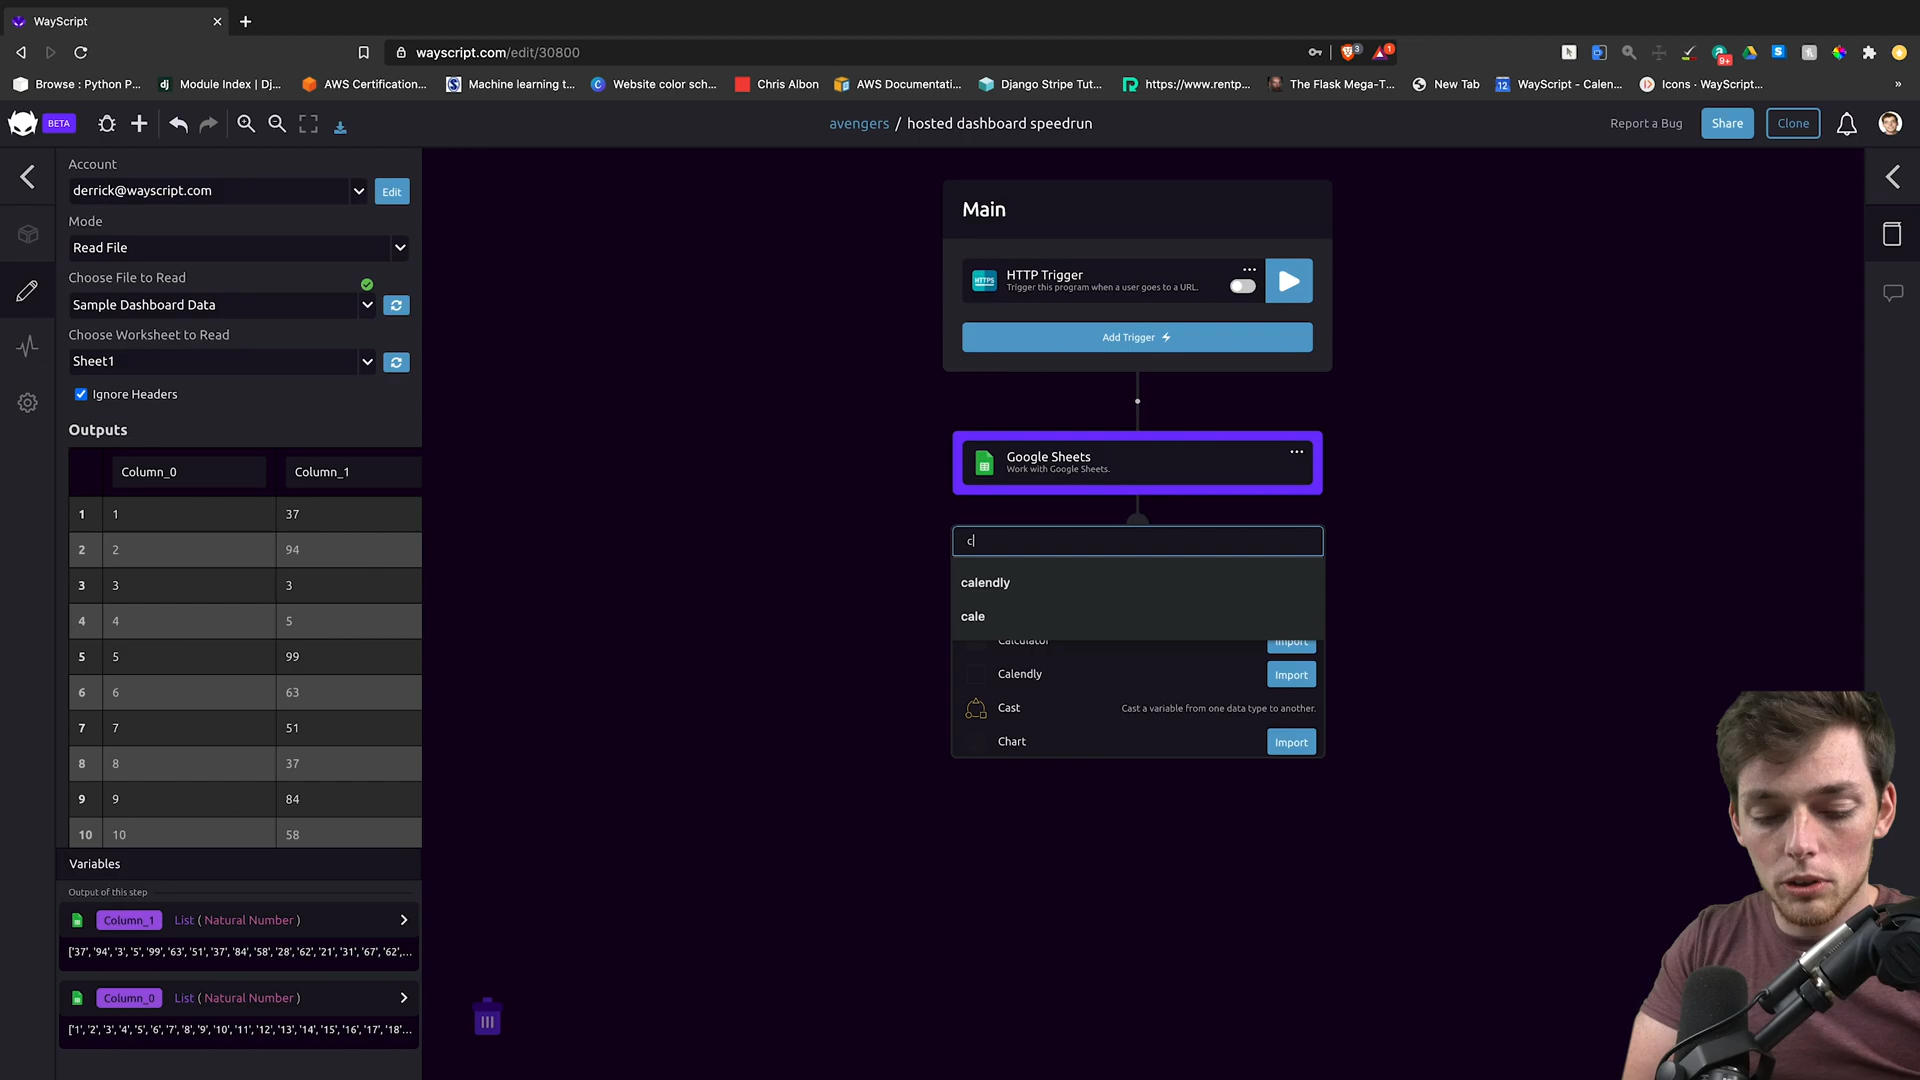 WayScript
wayscript.com/edit/30800
3
1
9+
Browse : Python P...
Module Index | Dj...
AWS Certification...
Machine learning t...
Website color sch...
Chris Albon
AWS Documentati...
Django Stripe Tut...
https://www.rentp...
The Flask Mega-T...
New Tab
12
WayScript - Calen...
Icons · WayScript...
»
BETA
avengers / hosted dashboard speedrun
Report a Bug
Share
Clone
Account
derrick@wayscript.com
Edit
Mode
Read File
Choose File to Read
Sample Dashboard Data
Choose Worksheet to Read
Sheet1
Ignore Headers
Outputs
Column_0 Column_1
1 1 37
2 2 94
3 3 3
4 4 5
5 5 99
6 6 63
7 7 51
8 8 37
9 9 84
10 10 58
Variables
Output of this step
Column_1 List ( Natural Number )
['37', '94', '3', '5', '99', '63', '51', '37', '84', '58', '28', '62', '21', '31', '67', '62',...
Column_0 List ( Natural Number )
['1', '2', '3', '4', '5', '6', '7', '8', '9', '10', '11', '12', '13', '14', '15', '16', '17', '18'...
Main
HTTPS
HTTP Trigger
Trigger this program when a user goes to a URL.
Add Trigger
Google Sheets
Work with Google Sheets.
c
calendly
cale
Calculator Import
Calendly Import
Cast Cast a variable from one data type to another.
Chart Import